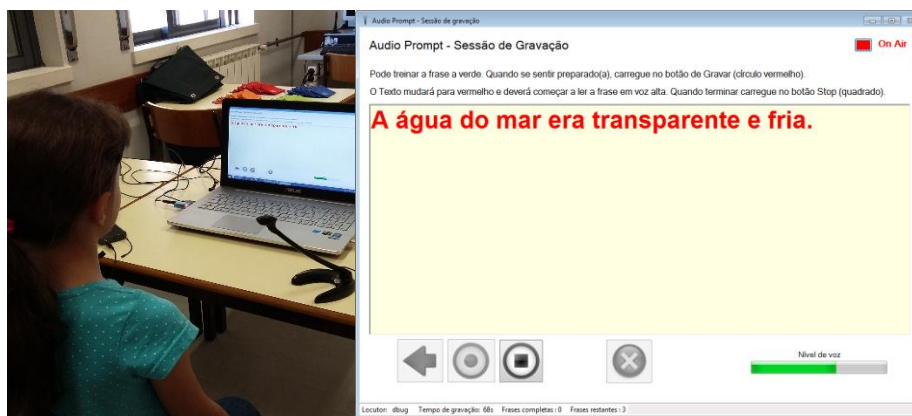 Audio Prompt - Sessão de gravação
Audio Prompt - Sessão de Gravação
On Air
Pode treinar a frase a verde. Quando se sentir preparado(a), carregue no botão de Gravar (círculo vermelho).
O Texto mudará para vermelho e deverá começar a ler a frase em voz alta. Quando terminar carregue no botão Stop (quadrado).
A água do mar era transparente e fria.
Nível de voz
Locutor: dbug Tempo de gravação: 68s Frases completas : 0 Frases restantes : 3
ASUS